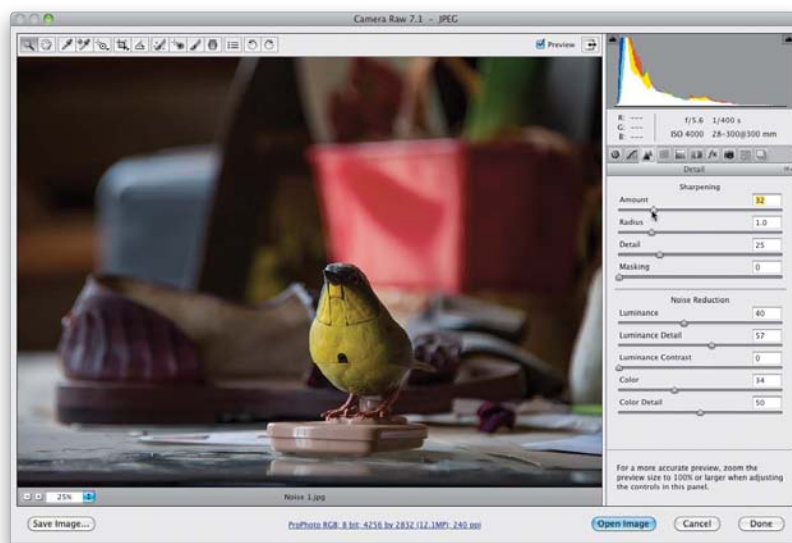 Camera Raw 7.1 – JPEG
Preview
R: ---
G: ---
B: ---
f/5.6 1/400 s
ISO 4000 28–300@300 mm
Detail
Sharpening
Amount 32
Radius 1.0
Detail 25
Masking 0
Noise Reduction
Luminance 40
Luminance Detail 57
Luminance Contrast 0
Color 34
Color Detail 50
For a more accurate preview, zoom the
preview size to 100% or larger when adjusting
the controls in this panel.
25%
Noise 1.jpg
Save Image...
ProPhoto RGB; 8 bit; 4256 by 2832 (12.1MP); 240 ppi
Open Image
Cancel
Done